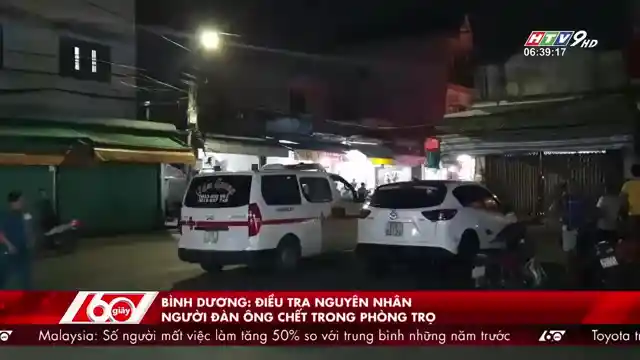 HTV9 HD
06:39:17
60 giây
BÌNH DƯƠNG: ĐIỀU TRA NGUYÊN NHÂN
NGƯỜI ĐÀN ÔNG CHẾT TRONG PHÒNG TRỌ
Malaysia: Số người mất việc làm tăng 50% so với trung bình những năm trước
60 Toyota t